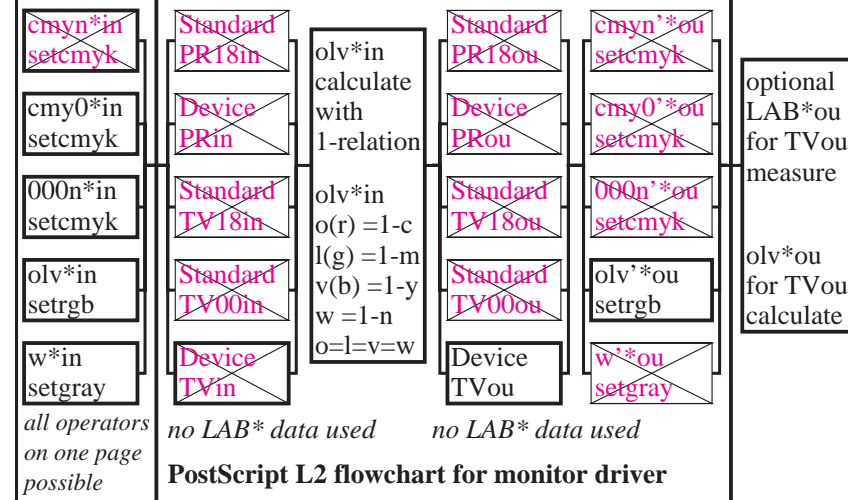 cmyn*in
setcmyk
cmy0*in
setcmyk
000n*in
setcmyk
olv*in
setrgb
w*in
setgray
all operators
on one page
possible
Standard
PR18in
Device
PRin
Standard
TV18in
Standard
TV00in
Device
TVin
no LAB* data used
olv*in
calculate
with
1-relation
olv*in
o(r) =1-c
l(g) =1-m
v(b) =1-y
w =1-n
o=l=v=w
Standard
PR18ou
Device
PRou
Standard
TV18ou
Standard
TV00ou
Device
TVou
no LAB* data used
cmyn’*ou
setcmyk
cmy0’*ou
setcmyk
000n’*ou
setcmyk
olv’*ou
setrgb
w’*ou
setgray
optional
LAB*ou
for TVou
measure
olv*ou
for TVou
calculate
PostScript L2 flowchart for monitor driver